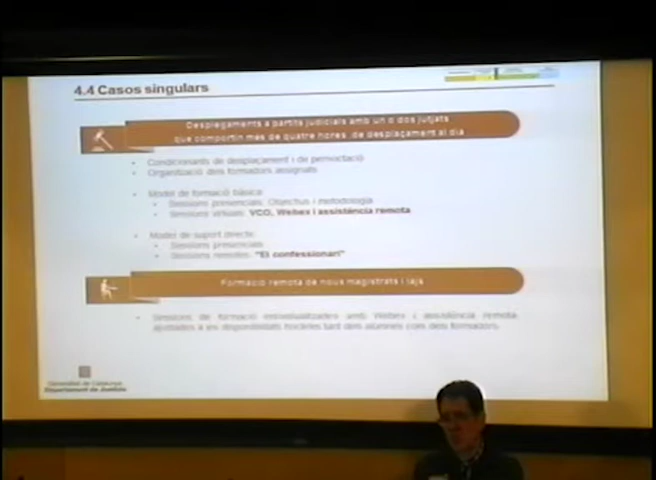 4.4 Casos singulars
Desplegaments a partits judicials amb un o dos jutjats
que comportin més de quatre hores de desplaçament al dia
• Condicionants de desplaçament i de pernoctació
• Organització dels formadors assignats
• Model de formació bàsica:
• Sessions presencials: Objectius i metodologia
• Sessions virtuals: VCO, Webex i assistència remota
• Model de suport directe:
• Sessions presencials
• Sessions remotes: "El confessionari"
Formació remota de nous magistrats i lajs
• Sessions de formació individualitzades amb Webex i assistència remota,
ajustades a les disponibilitats horàries tant dels alumnes com dels formadors.
Generalitat de Catalunya
Departament de Justícia